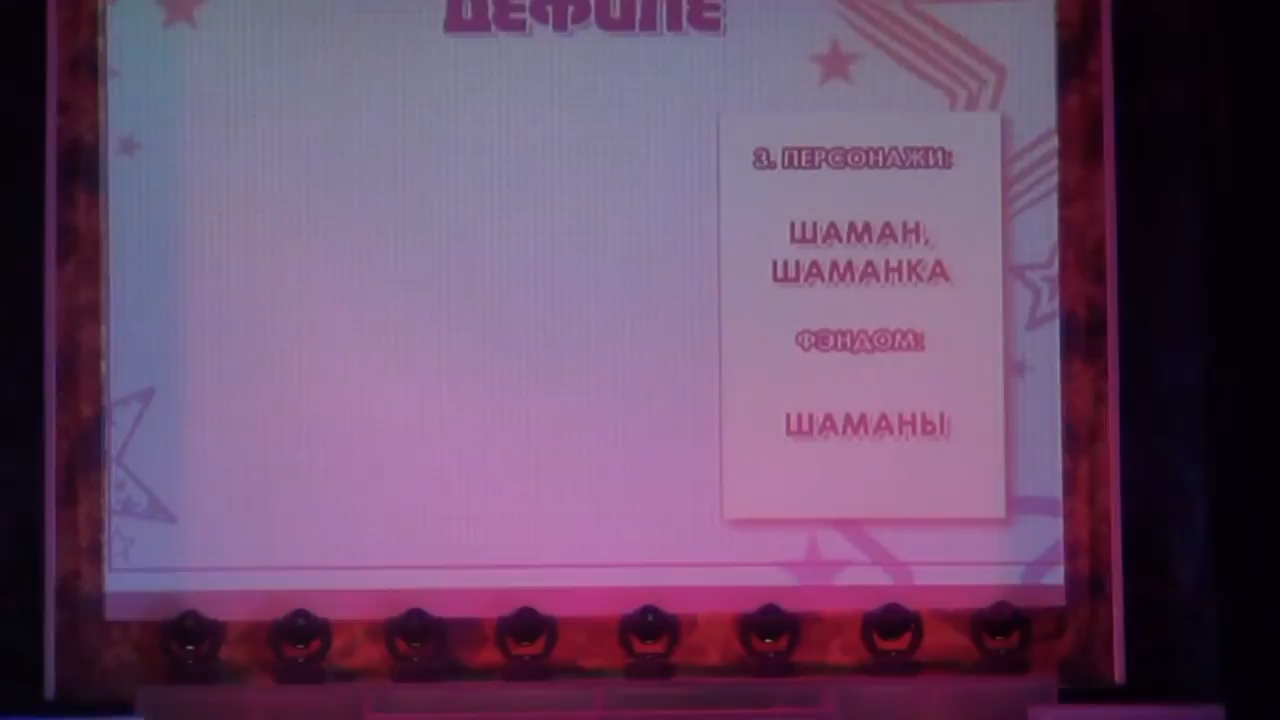 ДЕФИЛЕ
3. ПЕРСОНАЖИ:
ШАМАН,
ШАМАНКА
ФЭНДОМ:
ШАМАНЫ